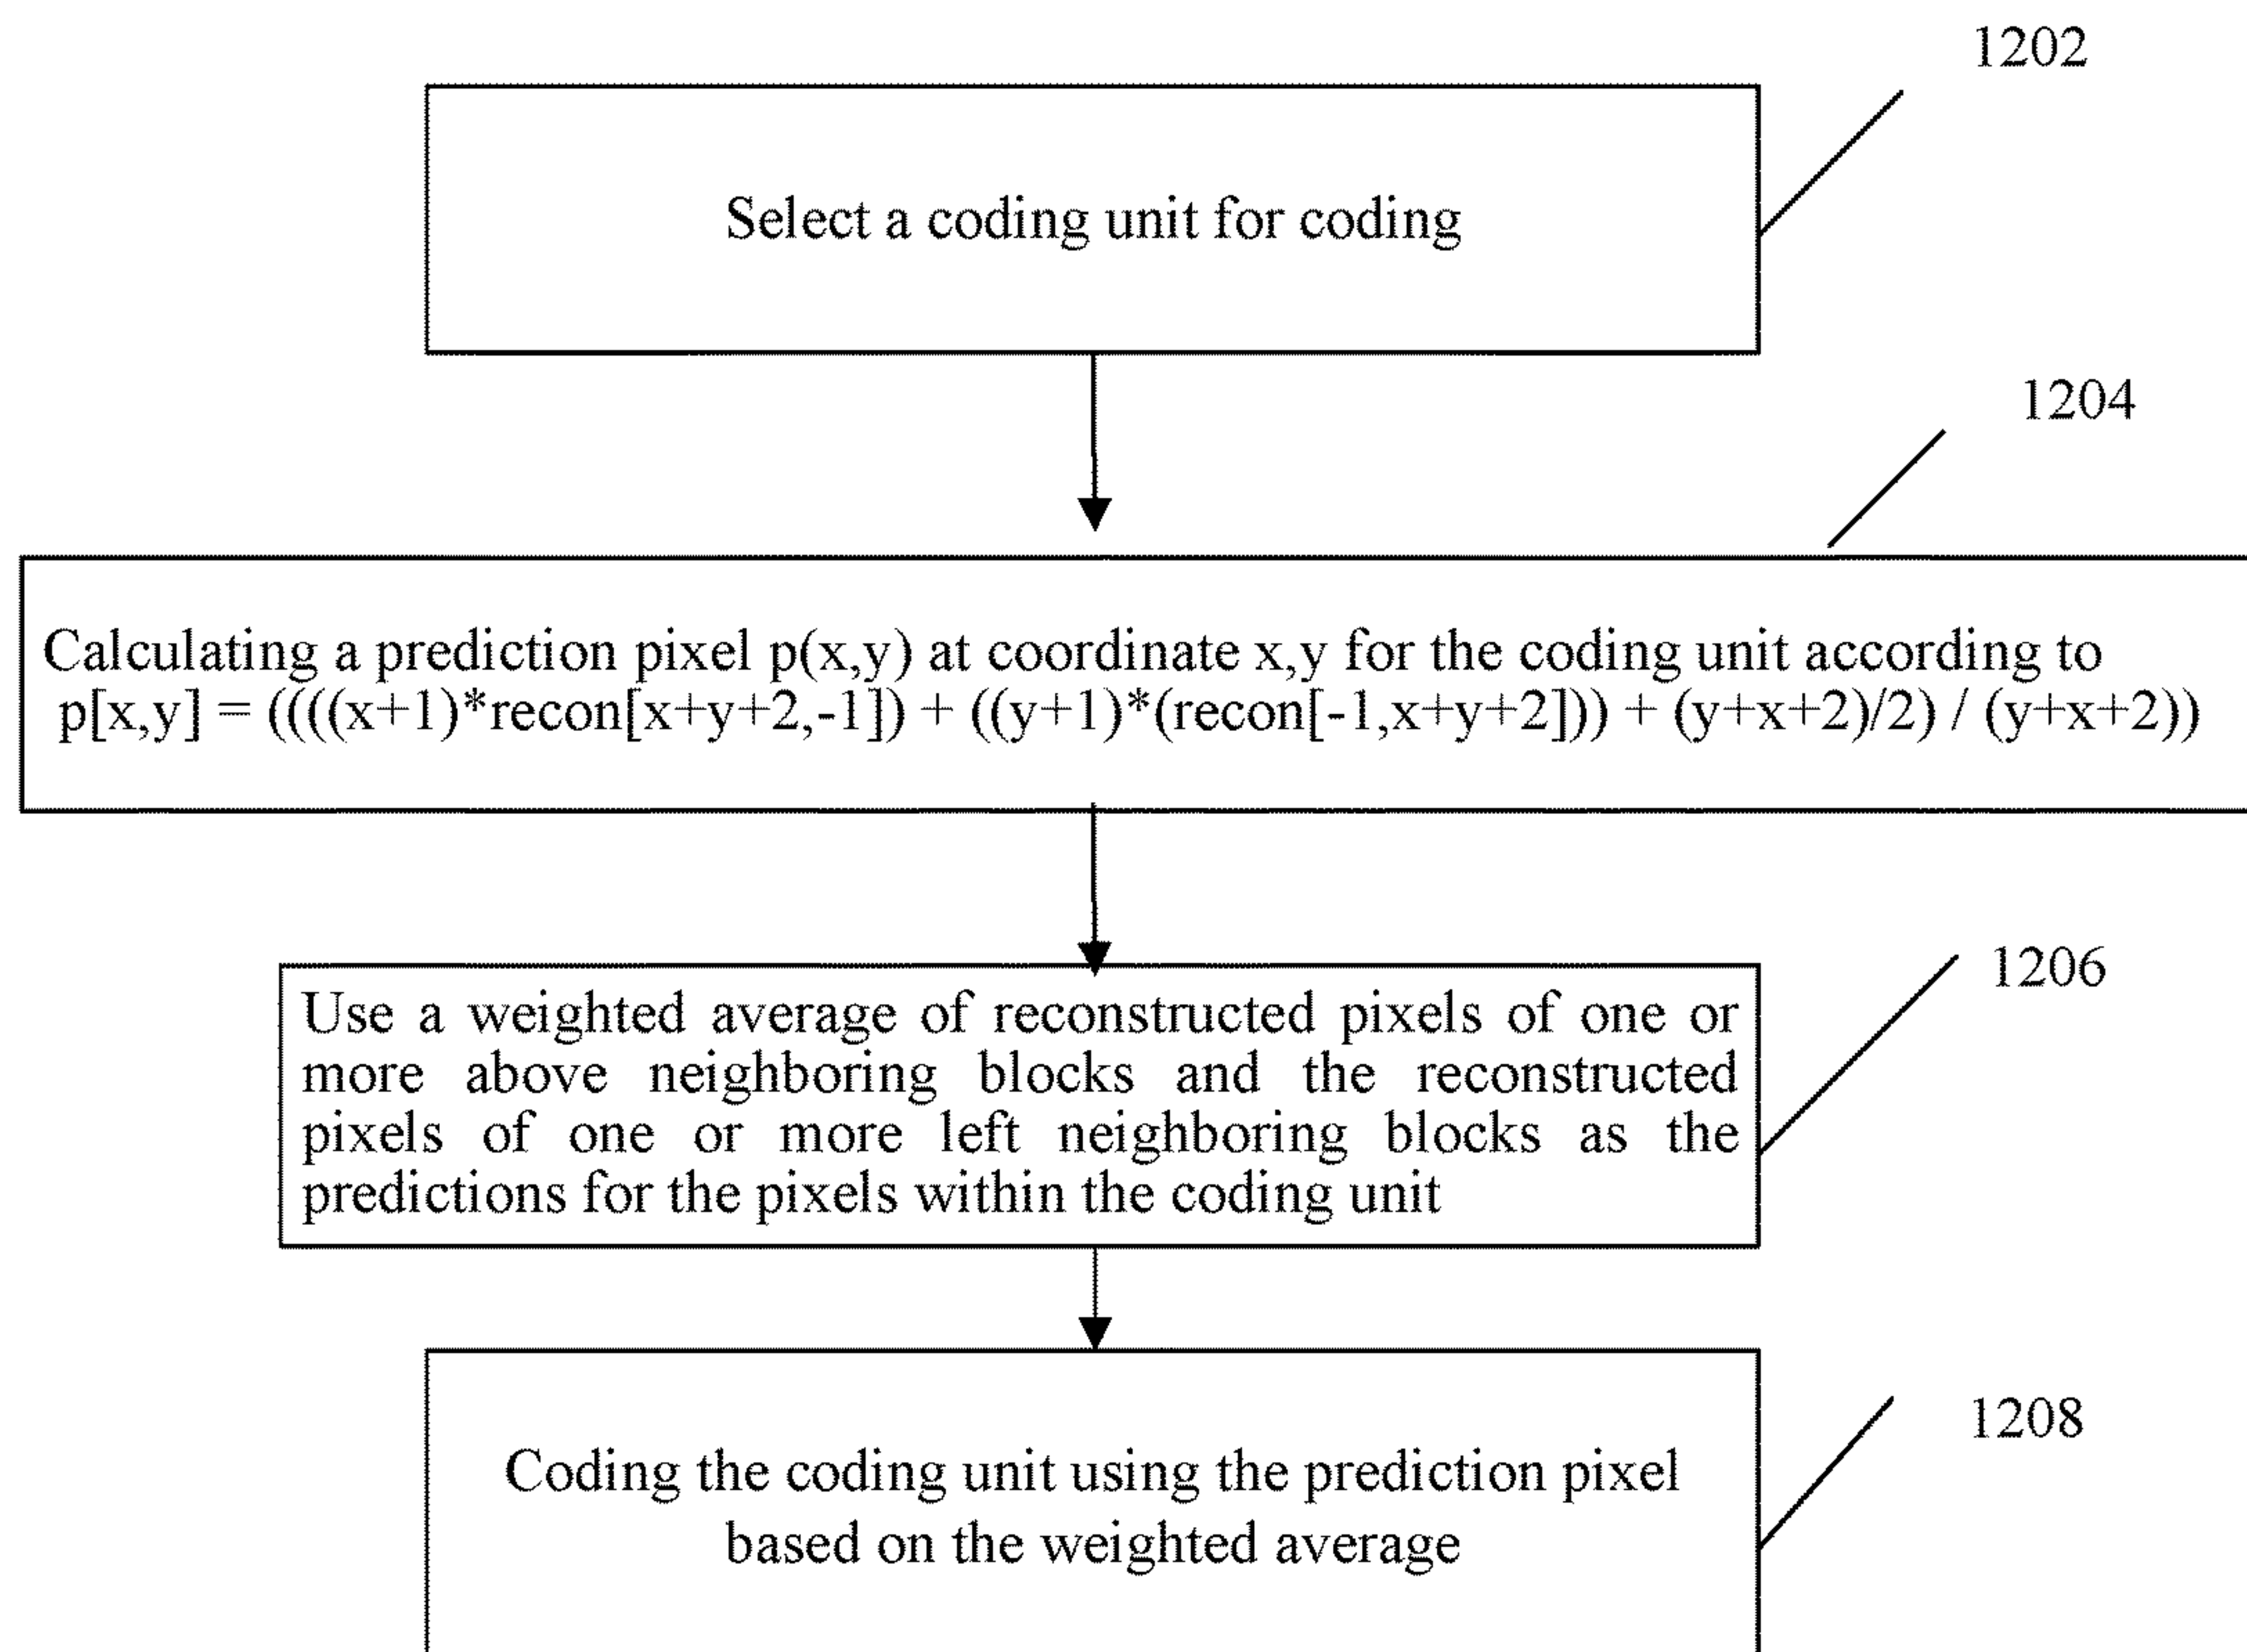 1202
Select a coding unit for coding
1204
Calculating a prediction pixel p(x,y) at coordinate x,y for the coding unit according to
p[x,y] = ((((x+1)*recon[x+y+2,-1]) + ((y+1)*(recon[-1,x+y+2])) + (y+x+2)/2) / (y+x+2))
1206
Use a weighted average of reconstructed pixels of one or
more above neighboring blocks and the reconstructed
pixels of one or more left neighboring blocks as the
predictions for the pixels within the coding unit
1208
Coding the coding unit using the prediction pixel
based on the weighted average